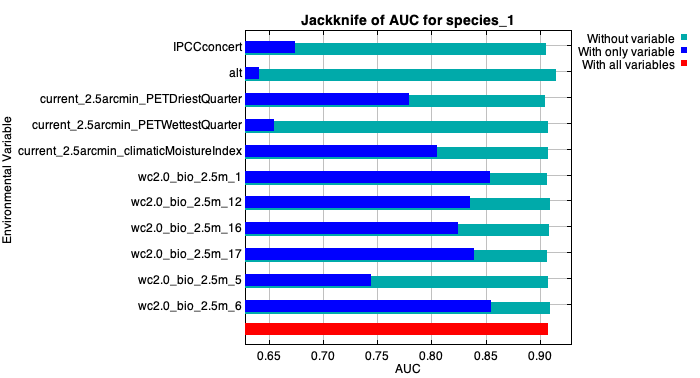 Jackknife of AUC for species_1
Without variable
With only variable
With all variables
Environmental Variable
IPCCconcert
alt
current_2.5arcmin_PETDriestQuarter
current_2.5arcmin_PETWettestQuarter
current_2.5arcmin_climaticMoistureIndex
wc2.0_bio_2.5m_1
wc2.0_bio_2.5m_12
wc2.0_bio_2.5m_16
wc2.0_bio_2.5m_17
wc2.0_bio_2.5m_5
wc2.0_bio_2.5m_6
0.65 0.70 0.75 0.80 0.85 0.90
AUC